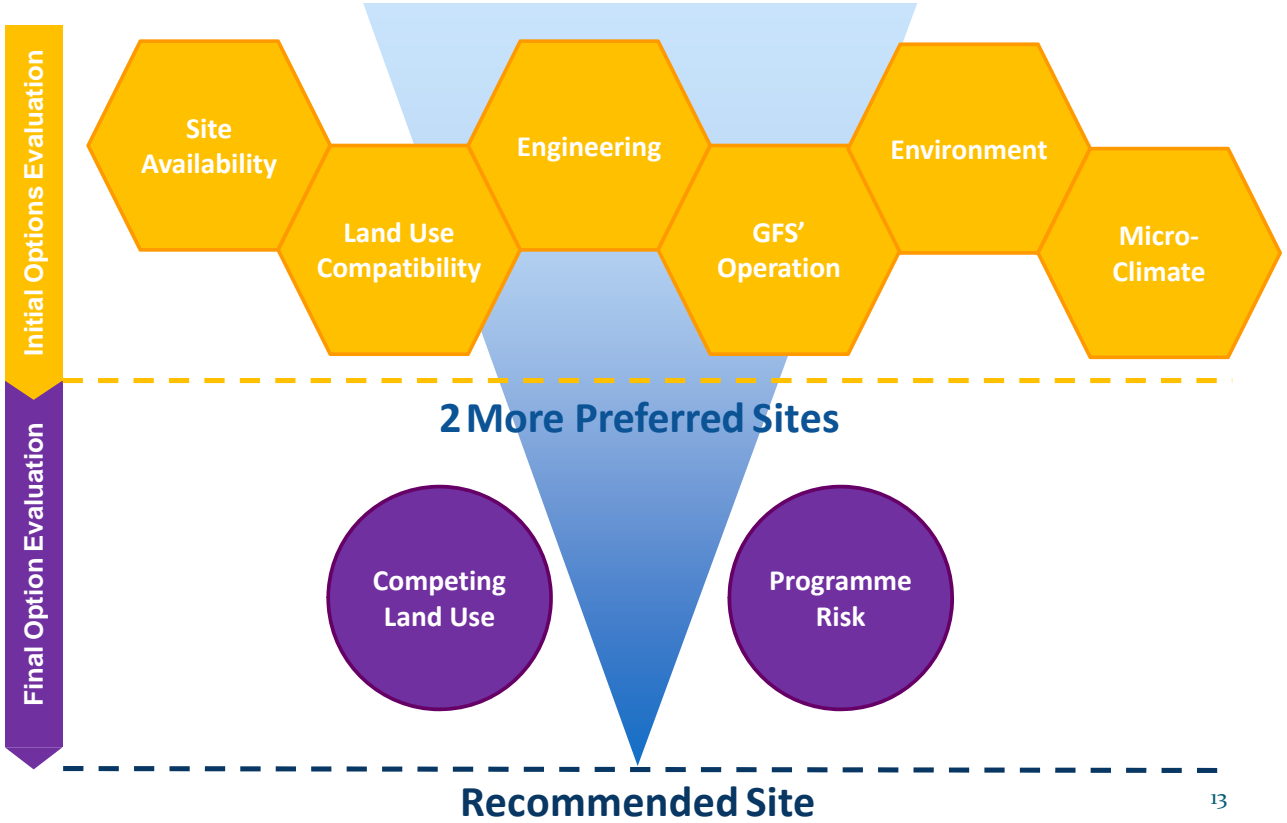 Initial Options Evaluation
Site
Availability
Land Use
Compatibility
Engineering
GFS’
Operation
Environment
Micro-
Climate
2 More Preferred Sites
Final Option Evaluation
Competing
Land Use
Programme
Risk
Recommended Site
13